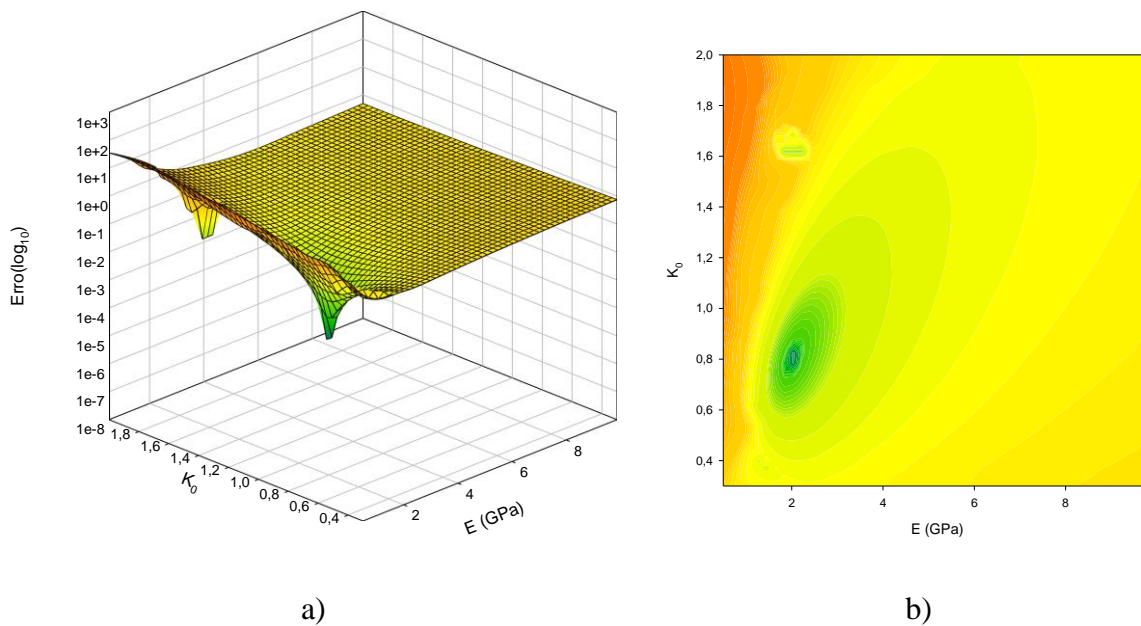 1e+3
1e+2
1e+1
1e+0
1e-1
1e-2
1e-3
1e-4
1e-5
1e-6
1e-7
1e-8
Erro(log10)
1,8
1,6
1,4
1,2
1,0
0,8
0,6
0,4
K0
2
4
6
8
E (GPa)
2,0
1,8
1,6
1,4
1,2
1,0
0,8
0,6
0,4
K0
2
4
6
8
E (GPa)
a)
b)